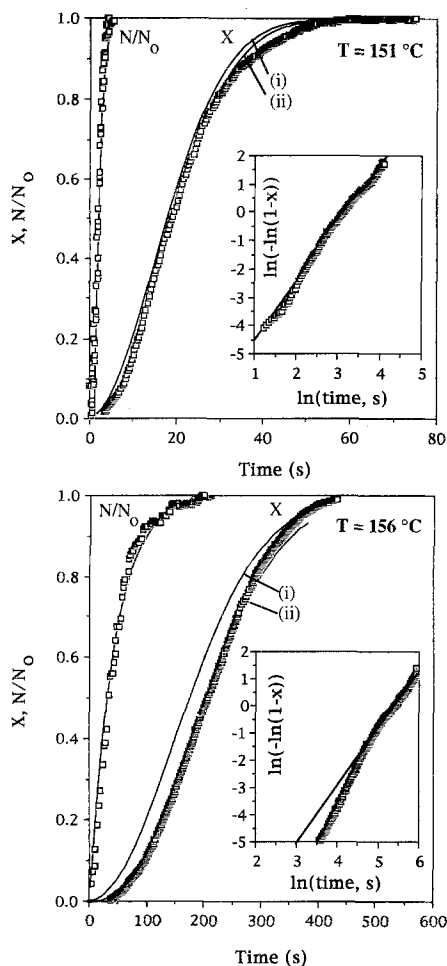 N/N₀
X
T = 151 °C
(i)
(ii)
X, N/N₀
1.0
0.8
0.6
0.4
0.2
0.0
0
20
40
60
80
Time (s)
ln(-ln(1-x))
2
1
0
-1
-2
-3
-4
-5
1
2
3
4
5
ln(time, s)
N/N₀
X
T = 156 °C
(i)
(ii)
X, N/N₀
1.0
0.8
0.6
0.4
0.2
0.0
0
100
200
300
400
500
600
Time (s)
ln(-ln(1-x))
2
1
0
-1
-2
-3
-4
-5
2
3
4
5
6
ln(time, s)